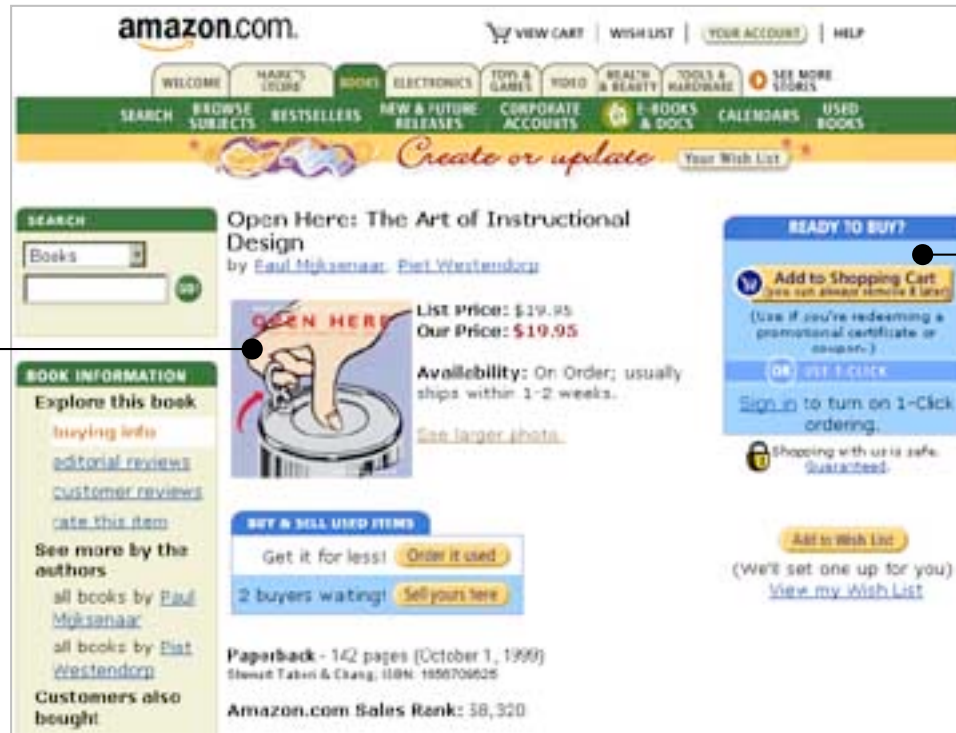 amazon.com.
VIEW CART | WISH LIST | YOUR ACCOUNT | HELP
WELCOME
STORE
BOOKS
ELECTRONICS
TOYS & GAMES
VIDEO
HEALTH & BEAUTY
TOOLS & HARDWARE
SEE MORE STORES
SEARCH
BROWSE SUBJECTS
BESTSELLERS
NEW & FUTURE RELEASES
CORPORATE ACCOUNTS
E-BOOKS & DOCS
CALENDARS
USED BOOKS
Create or update Your Wish List
SEARCH
Books
GO!
BOOK INFORMATION
Explore this book
buying info
editorial reviews
customer reviews
rate this item
See more by the
authors
all books by Paul
Mijksenaar
all books by Piet
Westendorp
Customers also
bought
Open Here: The Art of Instructional
Design
by Paul Mijksenaar, Piet Westendorp
OPEN HERE
List Price: $19.95
Our Price: $19.95
Availability: On Order; usually
ships within 1-2 weeks.
See larger photo.
BUY & SELL USED ITEMS
Get it for less! Order it used
2 buyers waiting! Sell yours here
Paperback - 142 pages (October 1, 1999)
Stewart Tabori & Chang; ISBN:
Amazon.com Sales Rank: 58,320
READY TO BUY?
Add to Shopping Cart
(you can always remove it later)
(Use if you're redeeming a
promotional certificate or
coupon.)
OR USE 1-CLICK
Sign in to turn on 1-Click
ordering.
Shopping with us is safe.
Guaranteed.
Add to Wish List
(We'll set one up for you)
View my Wish List